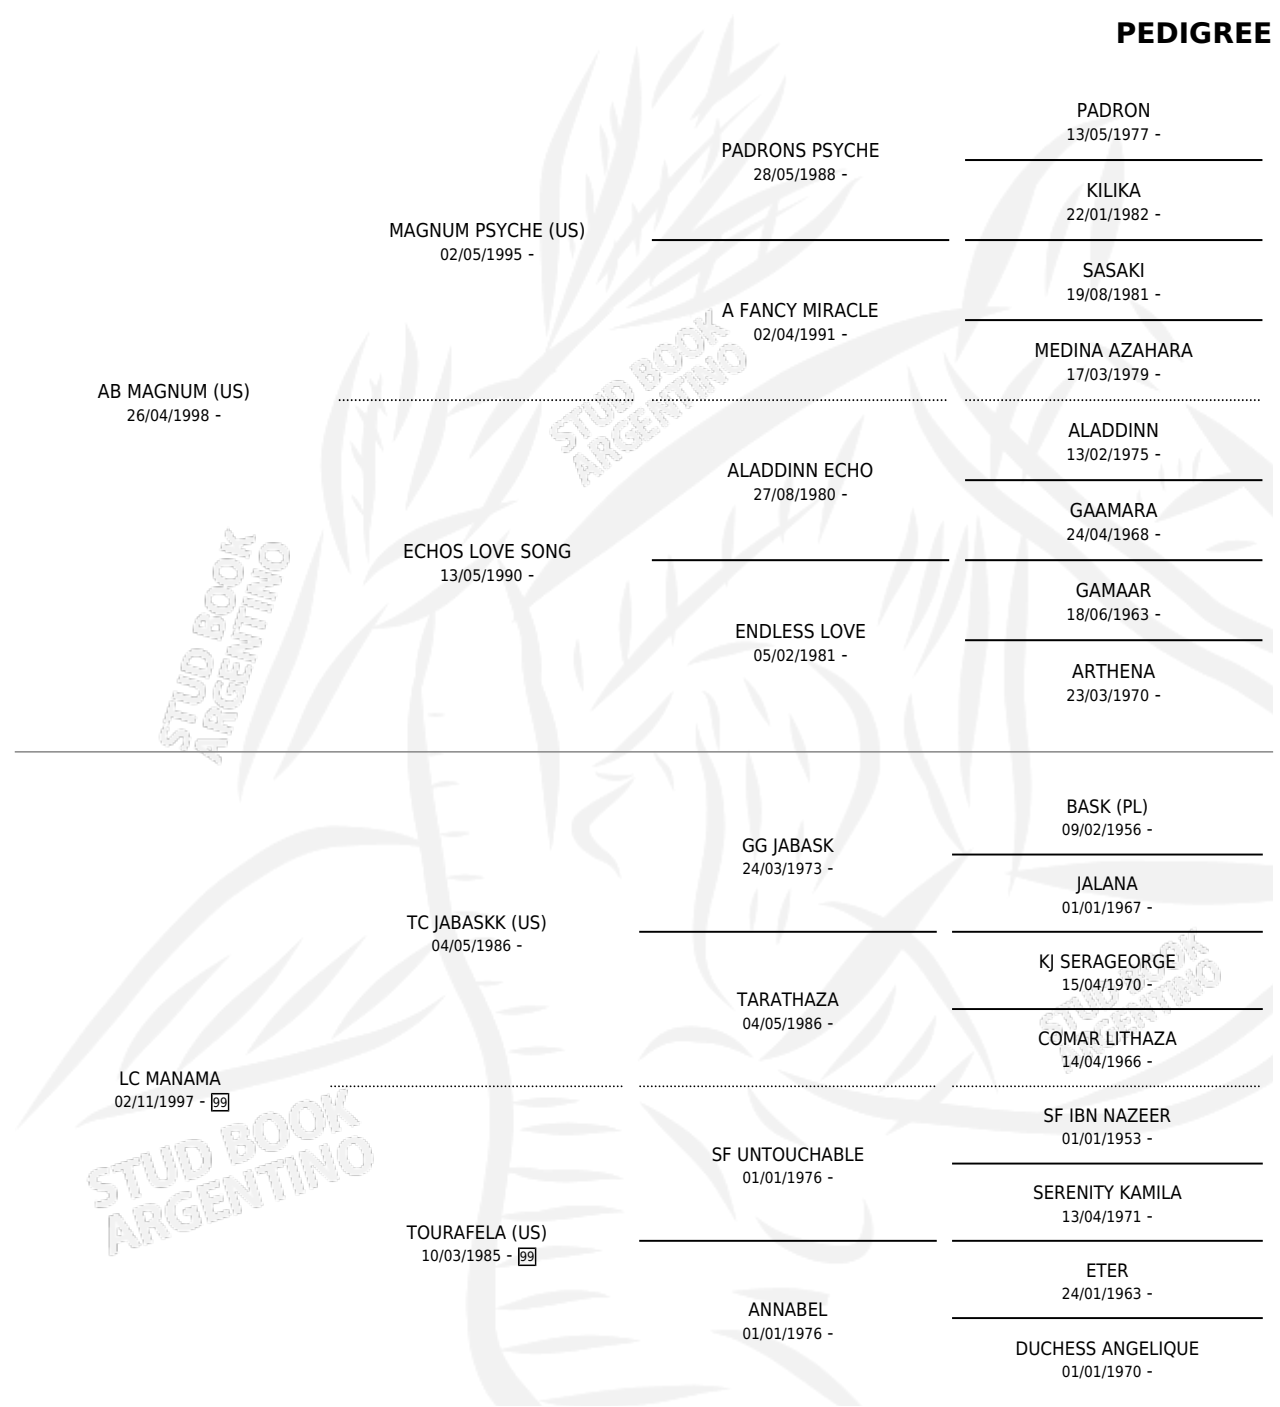 PEDIGREE
PADRON
13/05/1977 -
PADRONS PSYCHE
28/05/1988 -
KILIKA
22/01/1982 -
MAGNUM PSYCHE (US)
02/05/1995 -
SASAKI
19/08/1981 -
A FANCY MIRACLE
02/04/1991 -
MEDINA AZAHARA
17/03/1979 -
AB MAGNUM (US)
26/04/1998 -
STUD BOOK
ARGENTINO
ALADDINN
13/02/1975 -
ALADDINN ECHO
27/08/1980 -
GAAMARA
24/04/1968 -
ECHOS LOVE SONG
13/05/1990 -
GAMAAR
18/06/1963 -
ENDLESS LOVE
05/02/1981 -
ARTHENA
23/03/1970 -
STUD BOOK
ARGENTINO
BASK (PL)
09/02/1956 -
GG JABASK
24/03/1973 -
JALANA
01/01/1967 -
TC JABASKK (US)
04/05/1986 -
KJ SERAGEORGE
15/04/1970 -
TARATHAZA
04/05/1986 -
STUD BOOK
ARGENTINO
COMAR LITHAZA
14/04/1966 -
LC MANAMA
02/11/1997 - 99
SF IBN NAZEER
01/01/1953 -
SF UNTOUCHABLE
01/01/1976 -
STUD BOOK
ARGENTINO
SERENITY KAMILA
13/04/1971 -
TOURAFELA (US)
10/03/1985 - 99
ETER
24/01/1963 -
ANNABEL
01/01/1976 -
DUCHESS ANGELIQUE
01/01/1970 -